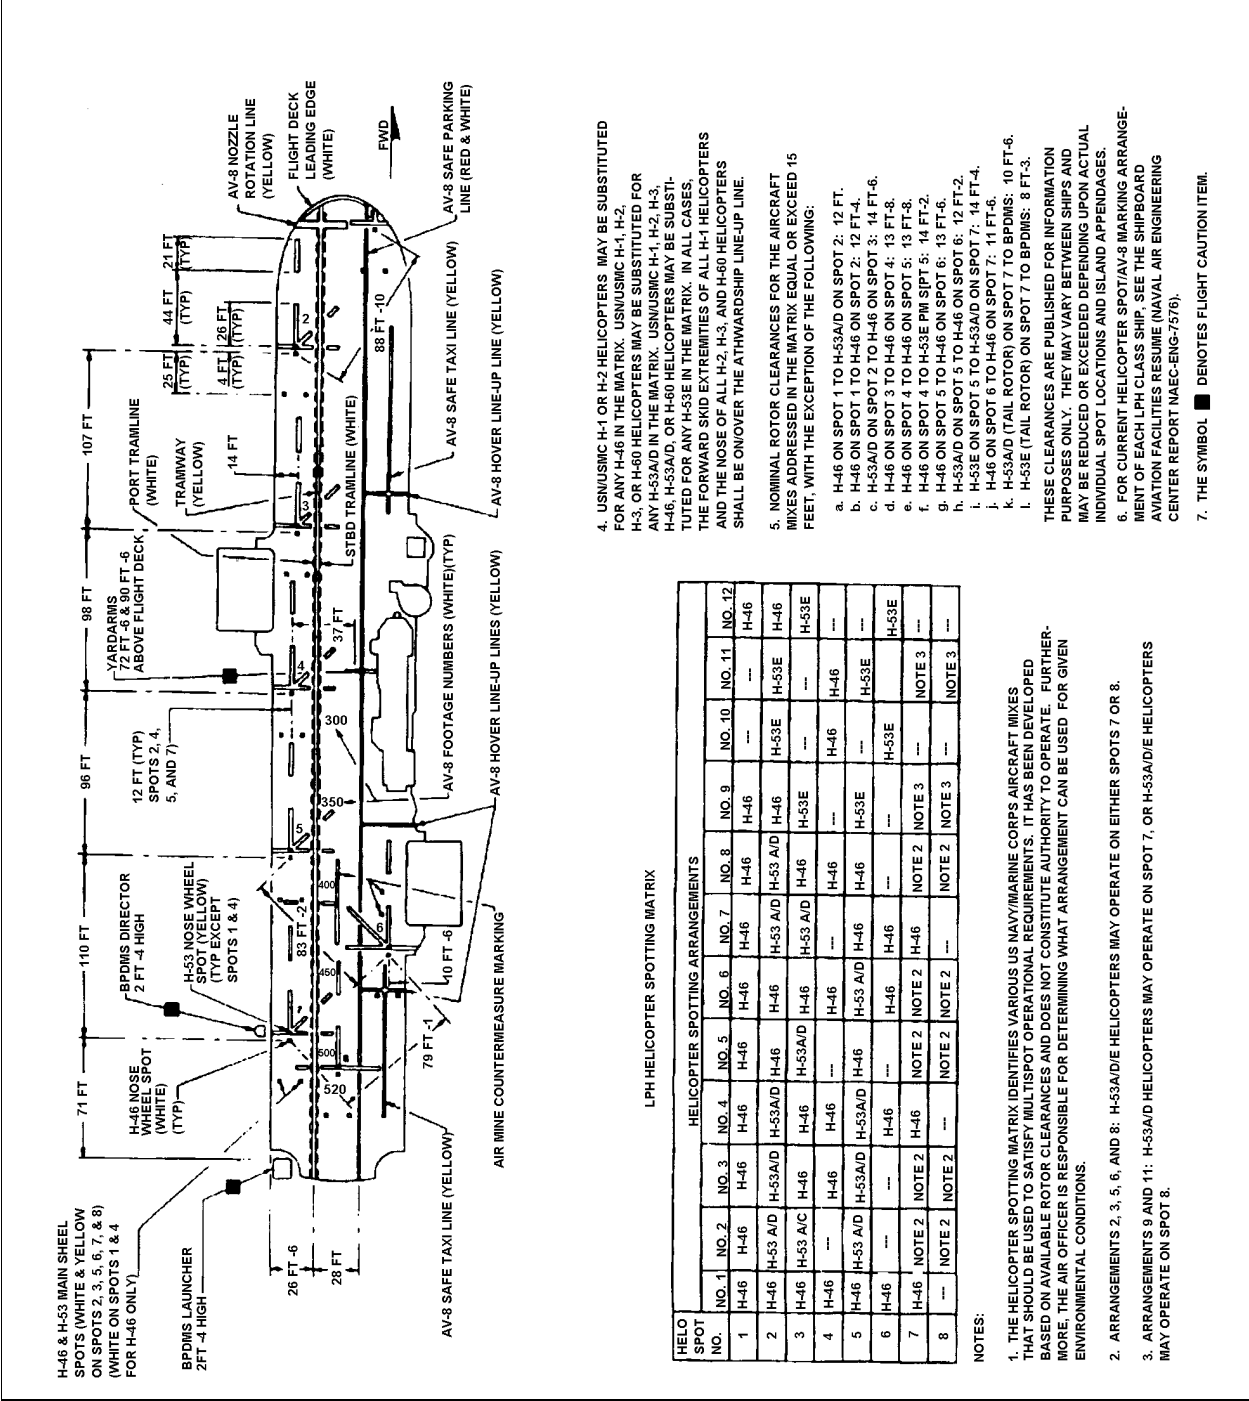 H-46 & H-53 MAIN SHEEL
SPOTS (WHITE & YELLOW
ON SPOTS 2, 3, 5, 6, 7, & 8)
(WHITE ON SPOTS 1 & 4
FOR H-46 ONLY)
BPDMS LAUNCHER
2FT -4 HIGH
71 FT
110 FT
96 FT
98 FT
107 FT
H-46 NOSE
WHEEL SPOT
(WHITE)
(TYP)
BPDMS DIRECTOR
2 FT -4 HIGH
H-53 NOSE WHEEL
SPOT (YELLOW)
(TYP EXCEPT
SPOTS 1 & 4)
12 FT (TYP)
SPOTS 2, 4,
5, AND 7)
YARDARMS
72 FT -6 & 90 FT -6
ABOVE FLIGHT DECK
PORT TRAMLINE
(WHITE)
TRAMWAY
(YELLOW)
14 FT
25 FT
(TYP)
44 FT
(TYP)
21 FT
(TYP)
4 FT
(TYP)
26 FT
(TYP)
AV-8 NOZZLE
ROTATION LINE
(YELLOW)
FLIGHT DECK
LEADING EDGE
(WHITE)
FWD
26 FT -6
28 FT
7
5
4
3
2
6
520
500
450
400
350
300
83 FT -2
79 FT -1
10 FT -6
37 FT
88 FT -10
STBD TRAMLINE (WHITE)
AV-8 SAFE TAXI LINE (YELLOW)
AIR MINE COUNTERMEASURE MARKING
AV-8 FOOTAGE NUMBERS (WHITE)(TYP)
AV-8 HOVER LINE-UP LINES (YELLOW)
AV-8 SAFE TAXI LINE (YELLOW)
AV-8 HOVER LINE-UP LINE (YELLOW)
AV-8 SAFE PARKING
LINE (RED & WHITE)
LPH HELICOPTER SPOTTING MATRIX
HELO
SPOT
NO.
HELICOPTER SPOTTING ARRANGEMENTS
NO. 1 NO. 2 NO. 3 NO. 4 NO. 5 NO. 6 NO. 7 NO. 8 NO. 9 NO. 10 NO. 11 NO. 12
1 H-46 H-46 H-46 H-46 H-46 H-46 H-46 H-46 H-46 --- --- H-46
2 H-46 H-53 A/D H-53A/D H-53A/D H-46 H-46 H-53 A/D H-53 A/D H-46 H-53E H-53E H-46
3 H-46 H-53 A/C H-46 H-46 H-53A/D H-46 H-53 A/D H-46 H-53E --- --- H-53E
4 H-46 --- H-46 H-46 --- H-46 --- H-46 --- H-46 H-46 ---
5 H-46 H-53 A/D H-53A/D H-53A/D H-46 H-53 A/D H-46 H-46 H-53E --- H-53E ---
6 H-46 --- --- H-46 --- --- H-46 --- --- H-53E --- H-53E
7 H-46 NOTE 2 NOTE 2 H-46 NOTE 2 NOTE 2 H-46 NOTE 2 NOTE 3 --- NOTE 3 ---
8 --- NOTE 2 NOTE 2 --- NOTE 2 NOTE 2 --- NOTE 2 NOTE 3 --- NOTE 3 ---
NOTES:
1. THE HELICOPTER SPOTTING MATRIX IDENTIFIES VARIOUS US NAVY/MARINE CORPS AIRCRAFT MIXES
THAT SHOULD BE USED TO SATISFY MULTISPOT OPERATIONAL REQUIREMENTS. IT HAS BEEN DEVELOPED
BASED ON AVAILABLE ROTOR CLEARANCES AND DOES NOT CONSTITUTE AUTHORITY TO OPERATE. FURTHER-
MORE, THE AIR OFFICER IS RESPONSIBLE FOR DETERMINING WHAT ARRANGEMENT CAN BE USED FOR GIVEN
ENVIRONMENTAL CONDITIONS.
2. ARRANGEMENTS 2, 3, 5, 6, AND 8: H-53A/D/E HELICOPTERS MAY OPERATE ON EITHER SPOTS 7 OR 8.
3. ARRANGEMENTS 9 AND 11: H-53A/D HELICOPTERS MAY OPERATE ON SPOT 7, OR H-53A/D/E HELICOPTERS
MAY OPERATE ON SPOT 8.
4. USN/USMC H-1 OR H-2 HELICOPTERS MAY BE SUBSTITUTED
FOR ANY H-46 IN THE MATRIX. USN/USMC H-1, H-2,
H-3, OR H-60 HELICOPTERS MAY BE SUBSTITUTED FOR
ANY H-53A/D IN THE MATRIX. USN/USMC H-1, H-2, H-3,
H-46, H-53A/D, OR H-60 HELICOPTERS MAY BE SUBSTI-
TUTED FOR ANY H-53E IN THE MATRIX. IN ALL CASES,
THE FORWARD SKID EXTREMITIES OF ALL H-1 HELICOPTERS
AND THE NOSE OF ALL H-2, H-3, AND H-60 HELICOPTERS
SHALL BE ON/OVER THE ATHWARDSHIP LINE-UP LINE.
5. NOMINAL ROTOR CLEARANCES FOR THE AIRCRAFT
MIXES ADDRESSED IN THE MATRIX EQUAL OR EXCEED 15
FEET, WITH THE EXCEPTION OF THE FOLLOWING:
a. H-46 ON SPOT 1 TO H-53A/D ON SPOT 2: 12 FT.
b. H-46 ON SPOT 1 TO H-46 ON SPOT 2: 12 FT-4.
c. H-53A/D ON SPOT 2 TO H-46 ON SPOT 3: 14 FT-6.
d. H-46 ON SPOT 3 TO H-46 ON SPOT 4: 13 FT-8.
e. H-46 ON SPOT 4 TO H-46 ON SPOT 5: 13 FT-8.
f. H-46 ON SPOT 4 TO H-53E PM S[PT 5: 14 FT-2.
g. H-46 ON SPOT 5 TO H-46 ON SPOT 6: 13 FT-6.
h. H-53A/D ON SPOT 5 TO H-46 ON SPOT 6: 12 FT-2.
i. H-53E ON SPOT 5 TO H-53A/D ON SPOT 7: 14 FT-4.
j. H-46 ON SPOT 6 TO H-46 ON SPOT 7: 11 FT-6.
k. H-53A/D (TAIL ROTOR) ON SPOT 7 TO BPDMS: 10 FT-6.
l. H-53E (TAIL ROTOR) ON SPOT 7 TO BPDMS: 8 FT-3.
THESE CLEARANCES ARE PUBLISHED FOR INFORMATION
PURPOSES ONLY. THEY MAY VARY BETWEEN SHIPS AND
MAY BE REDUCED OR EXCEEDED DEPENDING UPON ACTUAL
INDIVIDUAL SPOT LOCATIONS AND ISLAND APPENDAGES.
6. FOR CURRENT HELICOPTER SPOT/AV-8 MARKING ARRANGE-
MENT OF EACH LPH CLASS SHIP, SEE THE SHIPBOARD
AVIATION FACILITIES RESUME (NAVAL AIR ENGINEERING
CENTER REPORT NAEC-ENG-7576).
7. THE SYMBOL ■ DENOTES FLIGHT CAUTION ITEM.